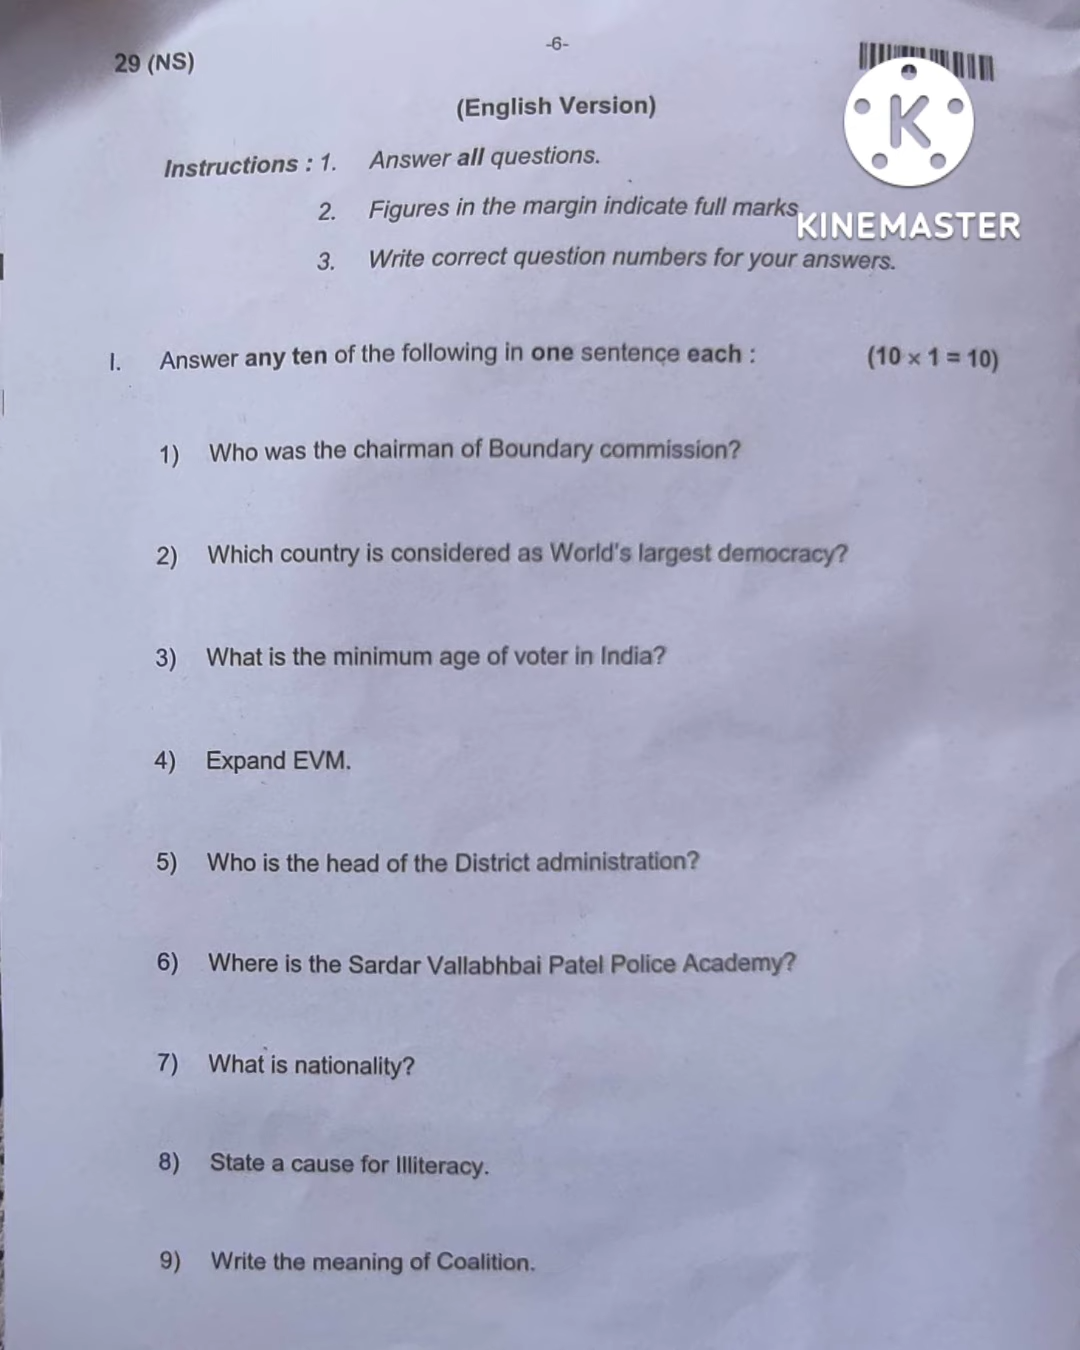 -6-
29 (NS)
(English Version)
K
KINEMASTER
Instructions : 1. Answer all questions.
2. Figures in the margin indicate full marks
3. Write correct question numbers for your answers.
I. Answer any ten of the following in one sentence each : (10 × 1 = 10)
1) Who was the chairman of Boundary commission?
2) Which country is considered as World's largest democracy?
3) What is the minimum age of voter in India?
4) Expand EVM.
5) Who is the head of the District administration?
6) Where is the Sardar Vallabhbai Patel Police Academy?
7) What is nationality?
8) State a cause for Illiteracy.
9) Write the meaning of Coalition.